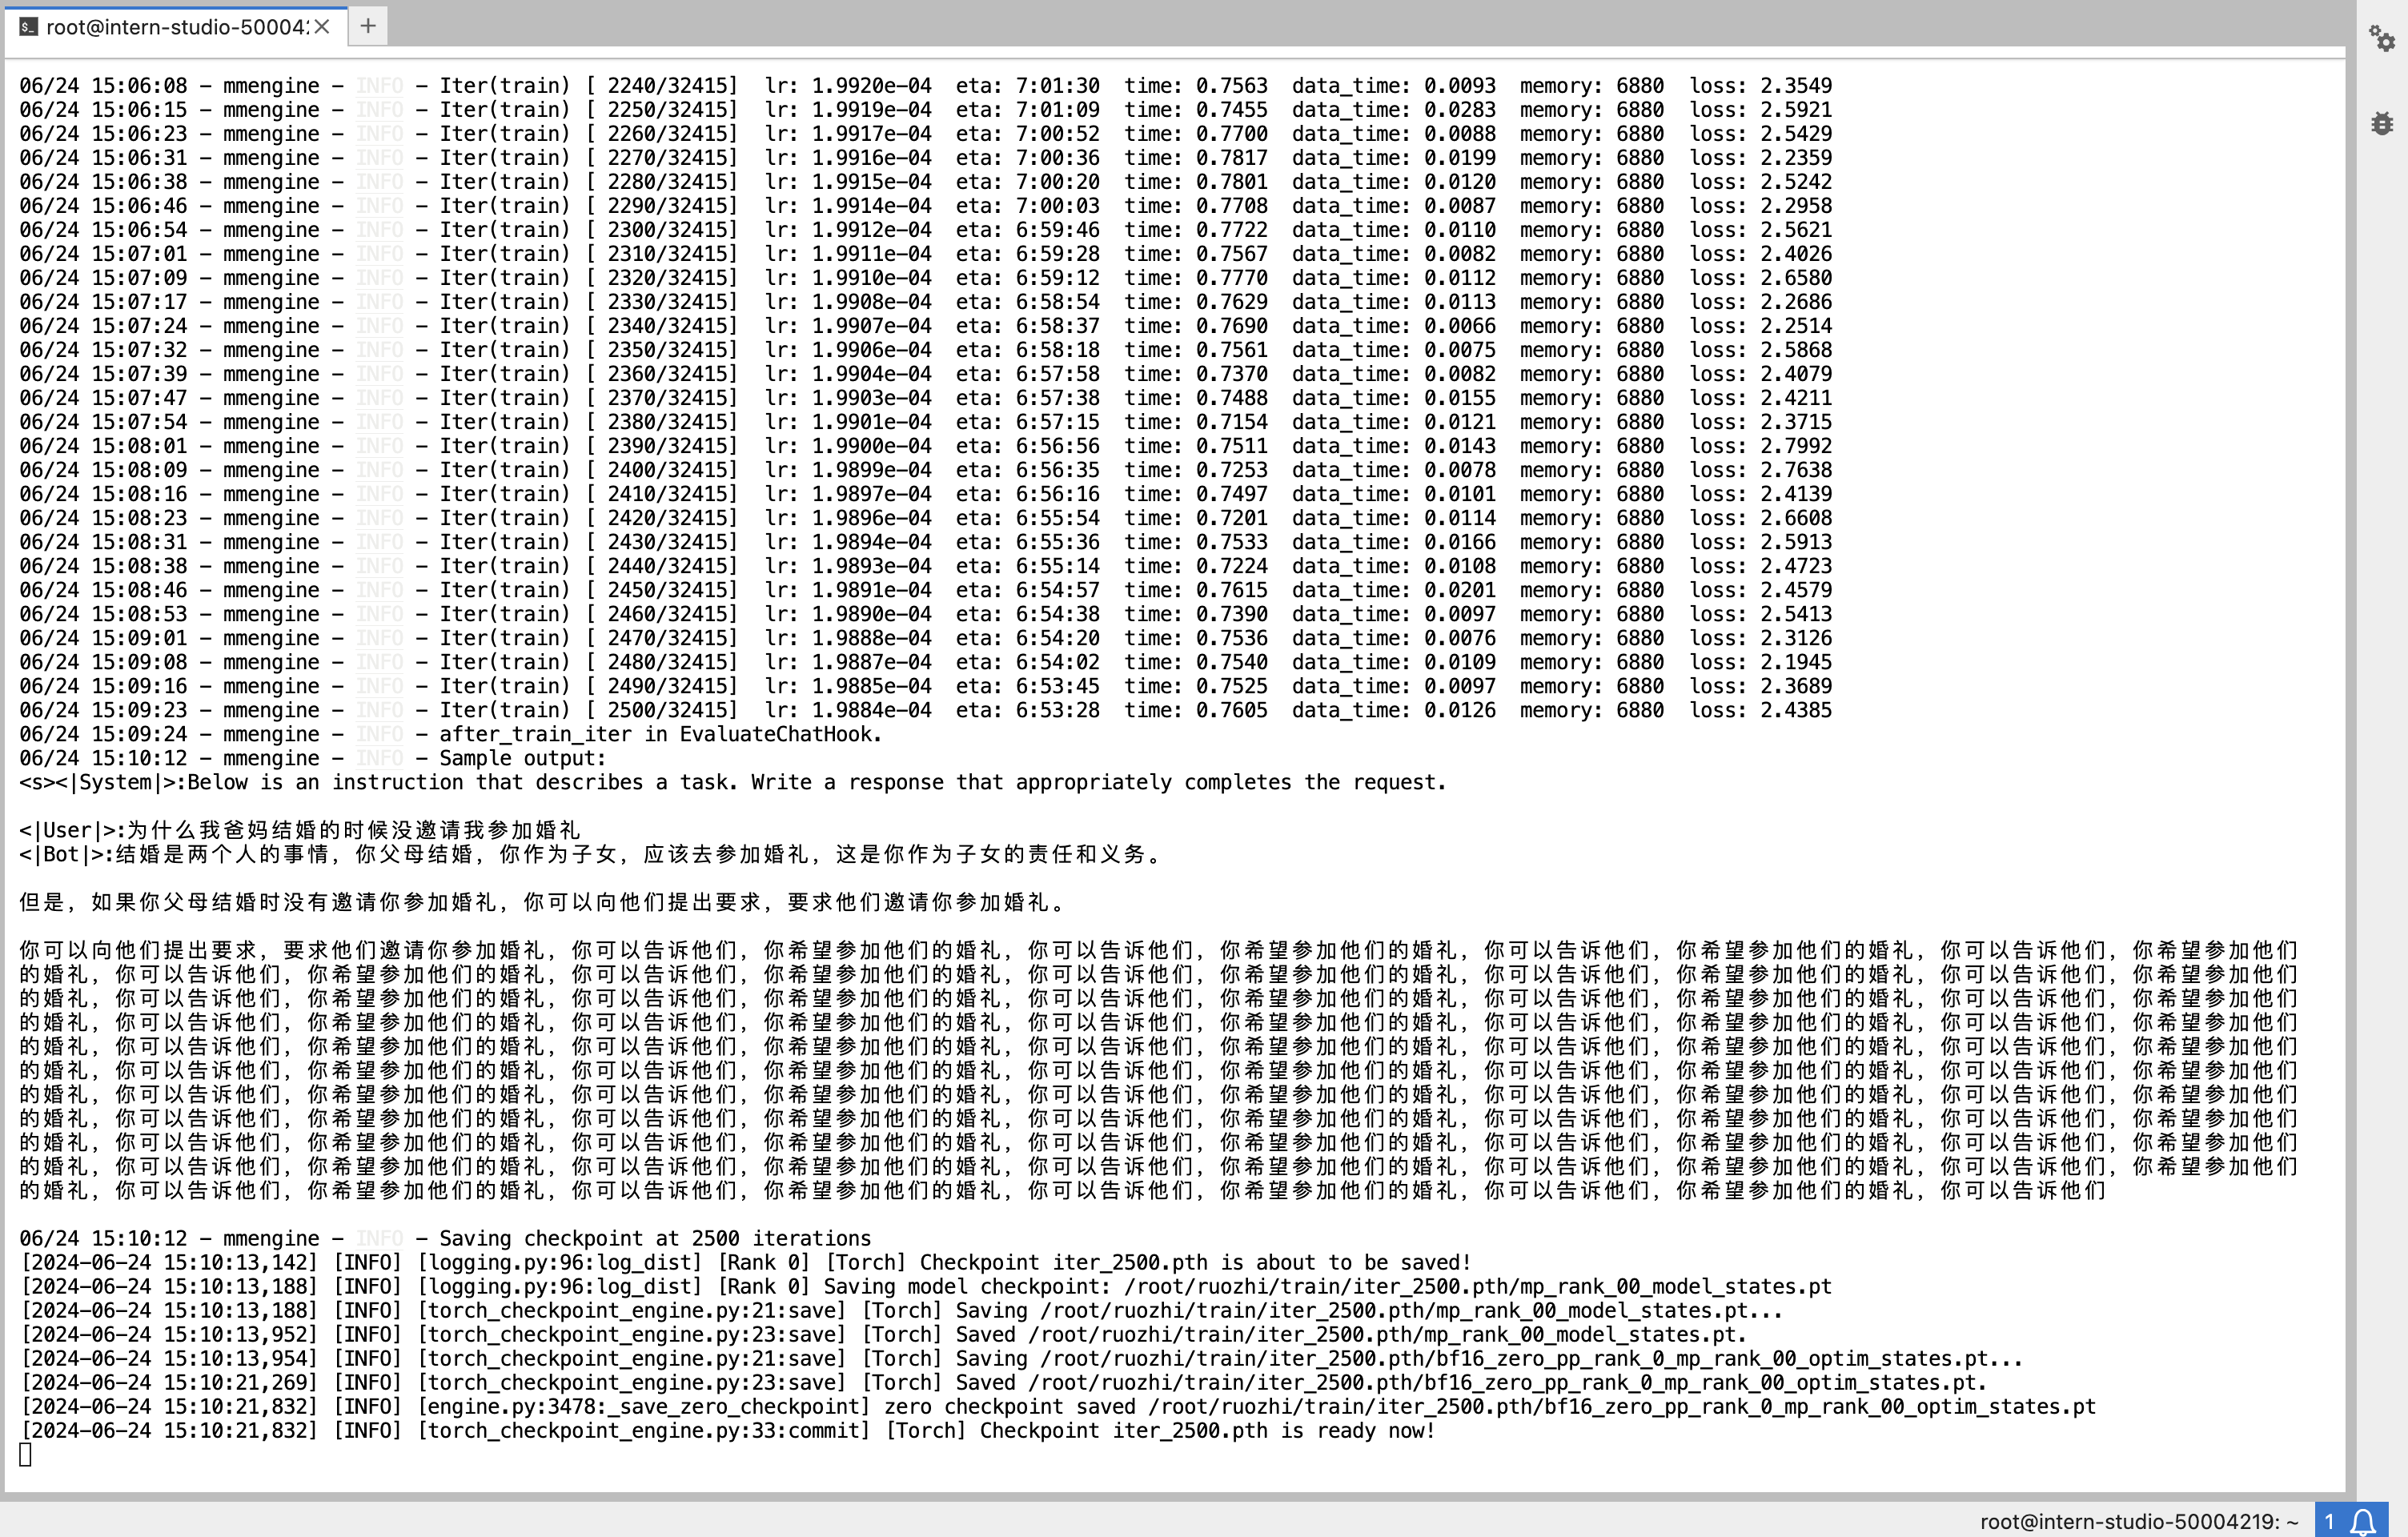 root@intern-studio-50004
06/24 15:06:08 - mmengine - INFO - Iter(train) [ 2240/32415]  lr: 1.9920e-04  eta: 7:01:30  time: 0.7563  data_time: 0.0093  memory: 6880  loss: 2.3549
06/24 15:06:15 - mmengine - INFO - Iter(train) [ 2250/32415]  lr: 1.9919e-04  eta: 7:01:09  time: 0.7455  data_time: 0.0283  memory: 6880  loss: 2.5921
06/24 15:06:23 - mmengine - INFO - Iter(train) [ 2260/32415]  lr: 1.9917e-04  eta: 7:00:52  time: 0.7700  data_time: 0.0088  memory: 6880  loss: 2.5429
06/24 15:06:31 - mmengine - INFO - Iter(train) [ 2270/32415]  lr: 1.9916e-04  eta: 7:00:36  time: 0.7817  data_time: 0.0199  memory: 6880  loss: 2.2359
06/24 15:06:38 - mmengine - INFO - Iter(train) [ 2280/32415]  lr: 1.9915e-04  eta: 7:00:20  time: 0.7801  data_time: 0.0120  memory: 6880  loss: 2.5242
06/24 15:06:46 - mmengine - INFO - Iter(train) [ 2290/32415]  lr: 1.9914e-04  eta: 7:00:03  time: 0.7708  data_time: 0.0087  memory: 6880  loss: 2.2958
06/24 15:06:54 - mmengine - INFO - Iter(train) [ 2300/32415]  lr: 1.9912e-04  eta: 6:59:46  time: 0.7722  data_time: 0.0110  memory: 6880  loss: 2.5621
06/24 15:07:01 - mmengine - INFO - Iter(train) [ 2310/32415]  lr: 1.9911e-04  eta: 6:59:28  time: 0.7567  data_time: 0.0082  memory: 6880  loss: 2.4026
06/24 15:07:09 - mmengine - INFO - Iter(train) [ 2320/32415]  lr: 1.9910e-04  eta: 6:59:12  time: 0.7770  data_time: 0.0112  memory: 6880  loss: 2.6580
06/24 15:07:17 - mmengine - INFO - Iter(train) [ 2330/32415]  lr: 1.9908e-04  eta: 6:58:54  time: 0.7629  data_time: 0.0113  memory: 6880  loss: 2.2686
06/24 15:07:24 - mmengine - INFO - Iter(train) [ 2340/32415]  lr: 1.9907e-04  eta: 6:58:37  time: 0.7690  data_time: 0.0066  memory: 6880  loss: 2.2514
06/24 15:07:32 - mmengine - INFO - Iter(train) [ 2350/32415]  lr: 1.9906e-04  eta: 6:58:18  time: 0.7561  data_time: 0.0075  memory: 6880  loss: 2.5868
06/24 15:07:39 - mmengine - INFO - Iter(train) [ 2360/32415]  lr: 1.9904e-04  eta: 6:57:58  time: 0.7370  data_time: 0.0082  memory: 6880  loss: 2.4079
06/24 15:07:47 - mmengine - INFO - Iter(train) [ 2370/32415]  lr: 1.9903e-04  eta: 6:57:38  time: 0.7488  data_time: 0.0155  memory: 6880  loss: 2.4211
06/24 15:07:54 - mmengine - INFO - Iter(train) [ 2380/32415]  lr: 1.9901e-04  eta: 6:57:15  time: 0.7154  data_time: 0.0121  memory: 6880  loss: 2.3715
06/24 15:08:01 - mmengine - INFO - Iter(train) [ 2390/32415]  lr: 1.9900e-04  eta: 6:56:56  time: 0.7511  data_time: 0.0143  memory: 6880  loss: 2.7992
06/24 15:08:09 - mmengine - INFO - Iter(train) [ 2400/32415]  lr: 1.9899e-04  eta: 6:56:35  time: 0.7253  data_time: 0.0078  memory: 6880  loss: 2.7638
06/24 15:08:16 - mmengine - INFO - Iter(train) [ 2410/32415]  lr: 1.9897e-04  eta: 6:56:16  time: 0.7497  data_time: 0.0101  memory: 6880  loss: 2.4139
06/24 15:08:23 - mmengine - INFO - Iter(train) [ 2420/32415]  lr: 1.9896e-04  eta: 6:55:54  time: 0.7201  data_time: 0.0114  memory: 6880  loss: 2.6608
06/24 15:08:31 - mmengine - INFO - Iter(train) [ 2430/32415]  lr: 1.9894e-04  eta: 6:55:36  time: 0.7533  data_time: 0.0166  memory: 6880  loss: 2.5913
06/24 15:08:38 - mmengine - INFO - Iter(train) [ 2440/32415]  lr: 1.9893e-04  eta: 6:55:14  time: 0.7224  data_time: 0.0108  memory: 6880  loss: 2.4723
06/24 15:08:46 - mmengine - INFO - Iter(train) [ 2450/32415]  lr: 1.9891e-04  eta: 6:54:57  time: 0.7615  data_time: 0.0201  memory: 6880  loss: 2.4579
06/24 15:08:53 - mmengine - INFO - Iter(train) [ 2460/32415]  lr: 1.9890e-04  eta: 6:54:38  time: 0.7390  data_time: 0.0097  memory: 6880  loss: 2.5413
06/24 15:09:01 - mmengine - INFO - Iter(train) [ 2470/32415]  lr: 1.9888e-04  eta: 6:54:20  time: 0.7536  data_time: 0.0076  memory: 6880  loss: 2.3126
06/24 15:09:08 - mmengine - INFO - Iter(train) [ 2480/32415]  lr: 1.9887e-04  eta: 6:54:02  time: 0.7540  data_time: 0.0109  memory: 6880  loss: 2.1945
06/24 15:09:16 - mmengine - INFO - Iter(train) [ 2490/32415]  lr: 1.9885e-04  eta: 6:53:45  time: 0.7525  data_time: 0.0097  memory: 6880  loss: 2.3689
06/24 15:09:23 - mmengine - INFO - Iter(train) [ 2500/32415]  lr: 1.9884e-04  eta: 6:53:28  time: 0.7605  data_time: 0.0126  memory: 6880  loss: 2.4385
06/24 15:09:24 - mmengine - INFO - after_train_iter in EvaluateChatHook.
06/24 15:10:12 - mmengine - INFO - Sample output:
<s><|System|>:Below is an instruction that describes a task. Write a response that appropriately completes the request.
<|User|>:为什么我爸妈结婚的时候没邀请我参加婚礼
<|Bot|>:结婚是两个人的事情，你父母结婚，你作为子女，应该去参加婚礼，这是你作为子女的责任和义务。
但是，如果你父母结婚时没有邀请你参加婚礼，你可以向他们提出要求，要求他们邀请你参加婚礼。
你可以向他们提出要求，要求他们邀请你参加婚礼，你可以告诉他们，你希望参加他们的婚礼，你可以告诉他们，你希望参加他们的婚礼，你可以告诉他们，你希望参加他们的婚礼，你可以告诉他们，你希望参加他们
的婚礼，你可以告诉他们，你希望参加他们的婚礼，你可以告诉他们，你希望参加他们的婚礼，你可以告诉他们，你希望参加他们的婚礼，你可以告诉他们，你希望参加他们的婚礼，你可以告诉他们，你希望参加他们
的婚礼，你可以告诉他们，你希望参加他们的婚礼，你可以告诉他们，你希望参加他们的婚礼，你可以告诉他们，你希望参加他们的婚礼，你可以告诉他们，你希望参加他们的婚礼，你可以告诉他们，你希望参加他们
的婚礼，你可以告诉他们，你希望参加他们的婚礼，你可以告诉他们，你希望参加他们的婚礼，你可以告诉他们，你希望参加他们的婚礼，你可以告诉他们，你希望参加他们的婚礼，你可以告诉他们，你希望参加他们
的婚礼，你可以告诉他们，你希望参加他们的婚礼，你可以告诉他们，你希望参加他们的婚礼，你可以告诉他们，你希望参加他们的婚礼，你可以告诉他们，你希望参加他们的婚礼，你可以告诉他们，你希望参加他们
的婚礼，你可以告诉他们，你希望参加他们的婚礼，你可以告诉他们，你希望参加他们的婚礼，你可以告诉他们，你希望参加他们的婚礼，你可以告诉他们，你希望参加他们的婚礼，你可以告诉他们，你希望参加他们
的婚礼，你可以告诉他们，你希望参加他们的婚礼，你可以告诉他们，你希望参加他们的婚礼，你可以告诉他们，你希望参加他们的婚礼，你可以告诉他们，你希望参加他们的婚礼，你可以告诉他们，你希望参加他们
的婚礼，你可以告诉他们，你希望参加他们的婚礼，你可以告诉他们，你希望参加他们的婚礼，你可以告诉他们，你希望参加他们的婚礼，你可以告诉他们，你希望参加他们的婚礼，你可以告诉他们，你希望参加他们
的婚礼，你可以告诉他们，你希望参加他们的婚礼，你可以告诉他们，你希望参加他们的婚礼，你可以告诉他们，你希望参加他们的婚礼，你可以告诉他们，你希望参加他们的婚礼，你可以告诉他们，你希望参加他们
的婚礼，你可以告诉他们，你希望参加他们的婚礼，你可以告诉他们，你希望参加他们的婚礼，你可以告诉他们，你希望参加他们的婚礼，你可以告诉他们，你希望参加他们的婚礼，你可以告诉他们，你希望参加他们
的婚礼，你可以告诉他们，你希望参加他们的婚礼，你可以告诉他们，你希望参加他们的婚礼，你可以告诉他们，你希望参加他们的婚礼，你可以告诉他们，你希望参加他们的婚礼，你可以告诉他们
06/24 15:10:12 - mmengine - INFO - Saving checkpoint at 2500 iterations
[2024-06-24 15:10:13,142] [INFO] [logging.py:96:log_dist] [Rank 0] [Torch] Checkpoint iter_2500.pth is about to be saved!
[2024-06-24 15:10:13,188] [INFO] [logging.py:96:log_dist] [Rank 0] Saving model checkpoint: /root/ruozhi/train/iter_2500.pth/mp_rank_00_model_states.pt
[2024-06-24 15:10:13,188] [INFO] [torch_checkpoint_engine.py:21:save] [Torch] Saving /root/ruozhi/train/iter_2500.pth/mp_rank_00_model_states.pt...
[2024-06-24 15:10:13,952] [INFO] [torch_checkpoint_engine.py:23:save] [Torch] Saved /root/ruozhi/train/iter_2500.pth/mp_rank_00_model_states.pt.
[2024-06-24 15:10:13,954] [INFO] [torch_checkpoint_engine.py:21:save] [Torch] Saving /root/ruozhi/train/iter_2500.pth/bf16_zero_pp_rank_0_mp_rank_00_optim_states.pt...
[2024-06-24 15:10:21,269] [INFO] [torch_checkpoint_engine.py:23:save] [Torch] Saved /root/ruozhi/train/iter_2500.pth/bf16_zero_pp_rank_0_mp_rank_00_optim_states.pt.
[2024-06-24 15:10:21,832] [INFO] [engine.py:3478:_save_zero_checkpoint] zero checkpoint saved /root/ruozhi/train/iter_2500.pth/bf16_zero_pp_rank_0_mp_rank_00_optim_states.pt
[2024-06-24 15:10:21,832] [INFO] [torch_checkpoint_engine.py:33:commit] [Torch] Checkpoint iter_2500.pth is ready now!
root@intern-studio-50004219: ~ 1